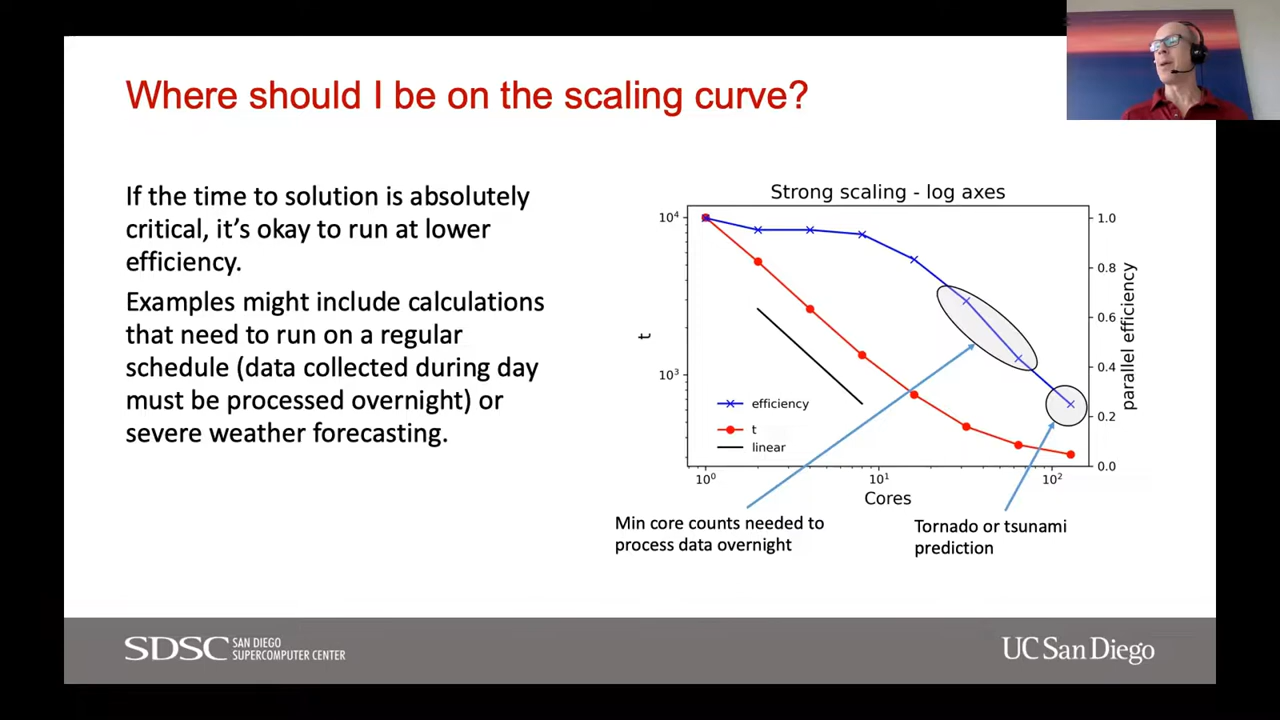 Where should I be on the scaling curve?
If the time to solution is absolutely
critical, it's okay to run at lower
efficiency.
Examples might include calculations
that need to run on a regular
schedule (data collected during day
must be processed overnight) or
severe weather forecasting.
Strong scaling - log axes
10⁴
10³
t
1.0
0.8
0.6
0.4
0.2
0.0
parallel efficiency
efficiency
t
linear
10⁰
10¹
10²
Cores
Min core counts needed to
process data overnight
Tornado or tsunami
prediction
SDSC
SAN DIEGO
SUPERCOMPUTER CENTER
UC San Diego